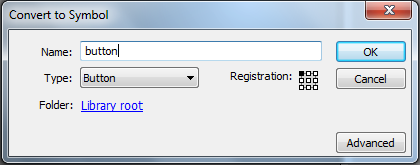 Convert to Symbol
Name: button OK
Type: Button Registration: Cancel
Folder: Library root
Advanced